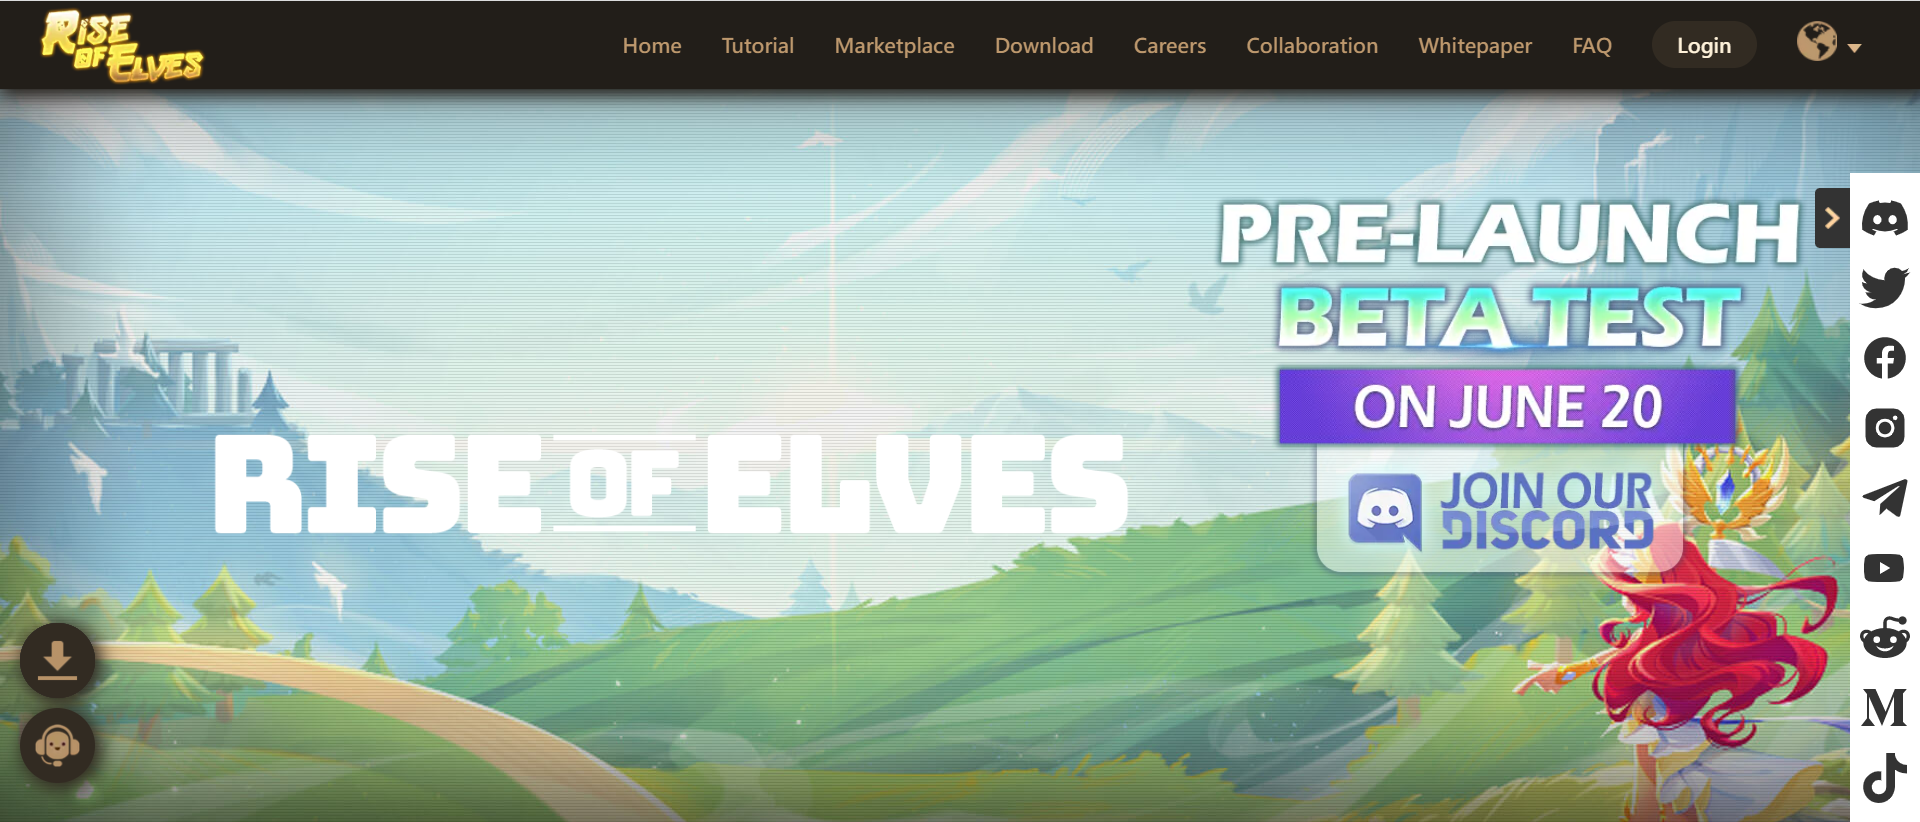 RISE
OF ELVES
Home Tutorial Marketplace Download Careers Collaboration Whitepaper FAQ Login
PRE-LAUNCH
BETA TEST
ON JUNE 20
RISE OF ELVES
JOIN OUR
DISCORD